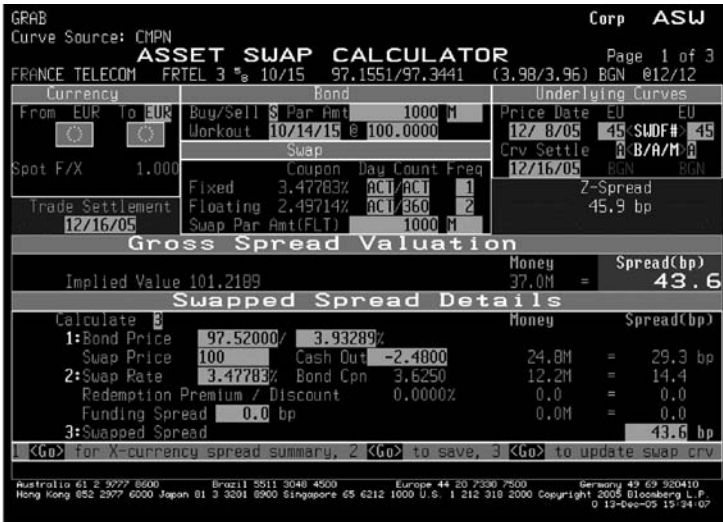 GRAB Corp ASW
Curve Source: CMPN
ASSET SWAP CALCULATOR Page 1 of 3
FRANCE TELECOM FRTEL 3 5/8 10/15 97.1551/97.3441 (3.98/3.96) BGN @12/12
Currency Bond Underlying Curves
From EUR To EUR Buy/Sell S Par Amt 1000 M Price Date EU EU
Workout 10/14/15 @ 100.0000 12/ 8/05 45<SWDF#>45
Swap Crv Settle A<B/A/M>A
Spot F/X 1.000 Coupon Day Count Freq 12/16/05 BGN BGN
Fixed 3.47783% ACT/ACT 1 Z-Spread
Trade Settlement Floating 2.49714% ACT/360 2 45.9 bp
12/16/05 Swap Par Amt(FLT) 1000 M
Gross Spread Valuation
Money Spread(bp)
Implied Value 101.2189 37.0M = 43.6
Swapped Spread Details
Calculate 3 Money Spread(bp)
1:Bond Price 97.52000/ 3.93289%
Swap Price 100 Cash Out -2.4800 24.8M = 29.3 bp
2:Swap Rate 3.47783% Bond Cpn 3.6250 12.2M = 14.4
Redemption Premium / Discount 0.0000% 0.0 = 0.0
Funding Spread 0.0 bp 0.0M = 0.0
3:Swapped Spread 43.6 bp
1 <Go> for X-currency spread summary, 2 <Go> to save, 3 <Go> to update swap crv
Australia 61 2 9777 8600 Brazil 5511 3048 4500 Europe 44 20 7330 7500 Germany 49 69 920410
Hong Kong 852 2977 6000 Japan 81 3 3201 8900 Singapore 65 6212 1000 U.S. 1 212 318 2000 Copyright 2005 Bloomberg L.P.
0 13-Dec-05 15:34:07